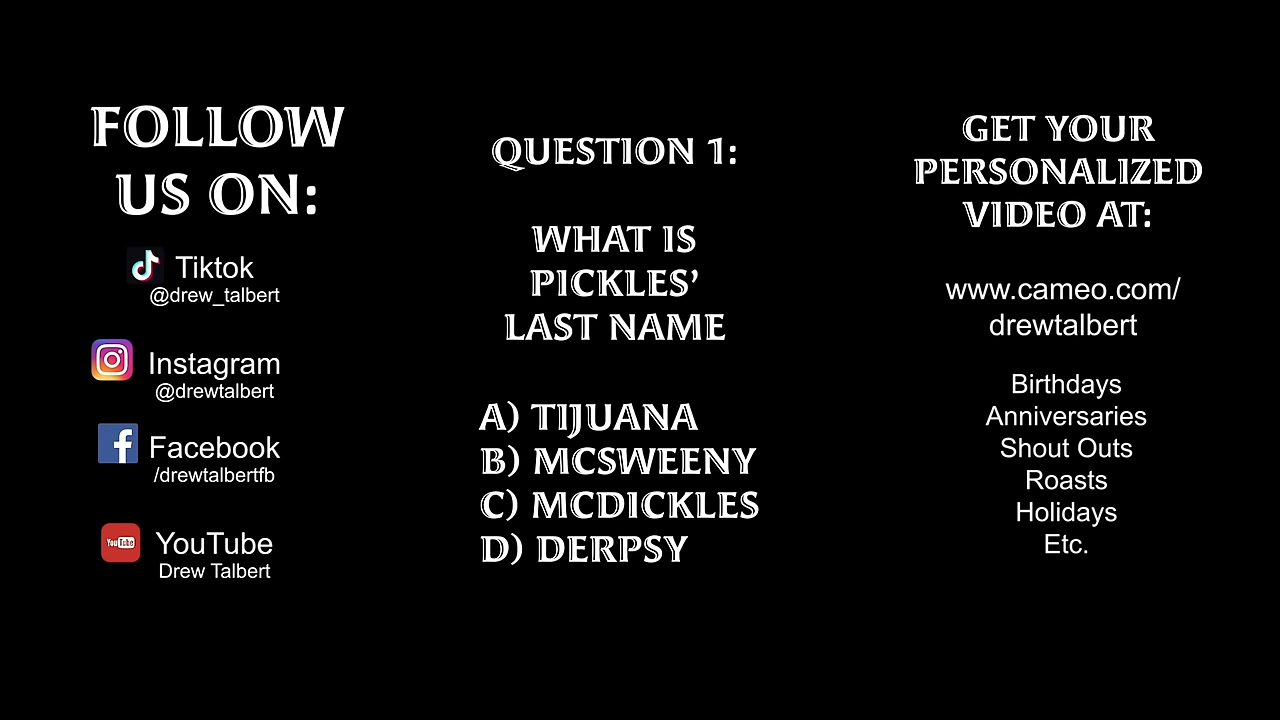 FOLLOW
US ON:
Tiktok
@drew_talbert
Instagram
@drewtalbert
Facebook
/drewtalbertfb
YouTube
YouTube
Drew Talbert
QUESTION 1:
WHAT IS
PICKLES’
LAST NAME
A) TIJUANA
B) MCSWEENY
C) MCDICKLES
D) DERPSY
GET YOUR
PERSONALIZED
VIDEO AT:
www.cameo.com/
drewtalbert
Birthdays
Anniversaries
Shout Outs
Roasts
Holidays
Etc.